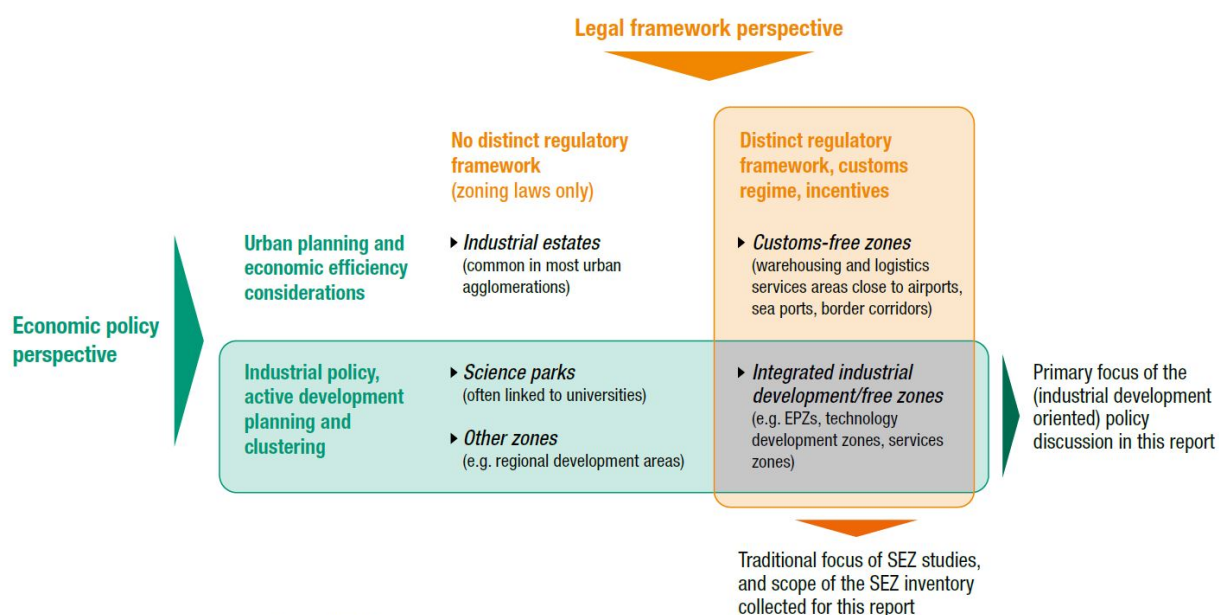 Legal framework perspective
No distinct regulatory
framework
(zoning laws only)
Distinct regulatory
framework, customs
regime, incentives
Economic policy
perspective
Urban planning and
economic efficiency
considerations
Industrial estates
(common in most urban
agglomerations)
Customs-free zones
(warehousing and logistics
services areas close to airports,
sea ports, border corridors)
Industrial policy,
active development
planning and
clustering
Science parks
(often linked to universities)
Other zones
(e.g. regional development areas)
Integrated industrial
development/free zones
(e.g. EPZs, technology
development zones, services
zones)
Primary focus of the
(industrial development
oriented) policy
discussion in this report
Traditional focus of SEZ studies,
and scope of the SEZ inventory
collected for this report